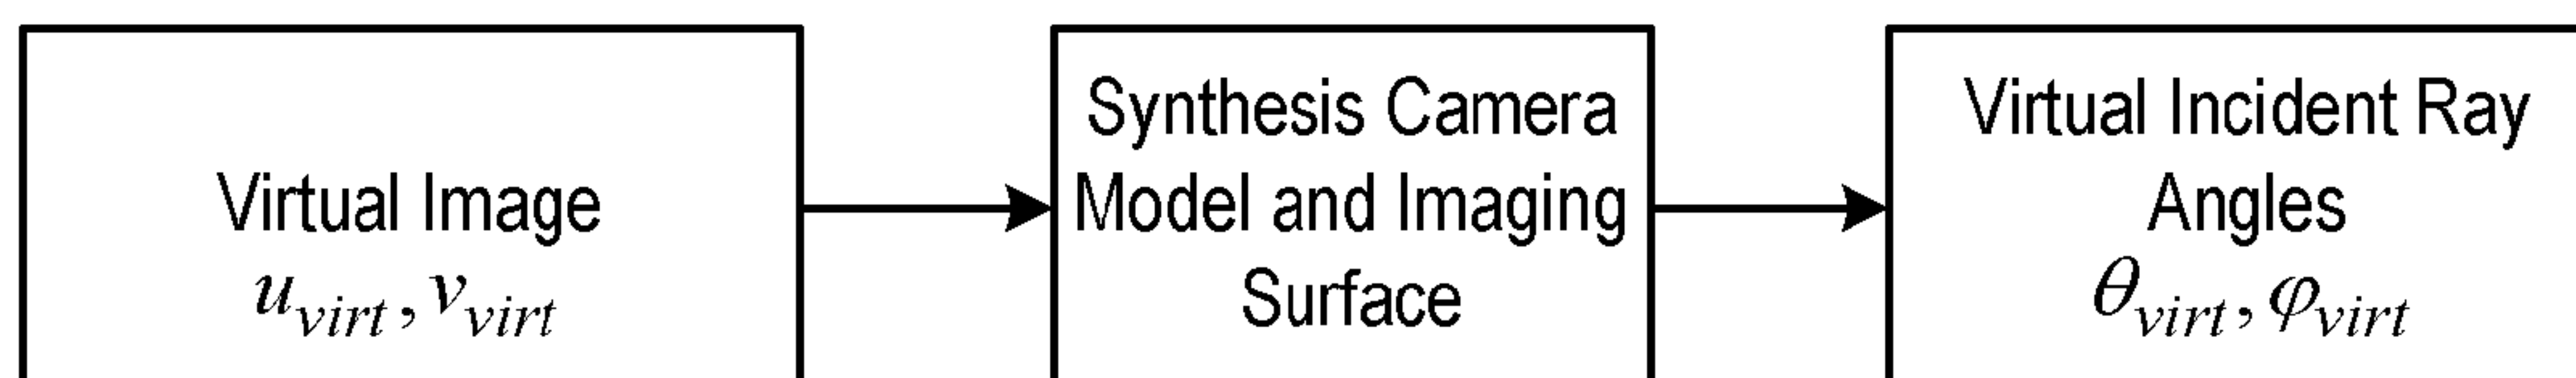 Virtual Image
u_virt, v_virt
Synthesis Camera
Model and Imaging
Surface
Virtual Incident Ray
Angles
θ_virt, φ_virt